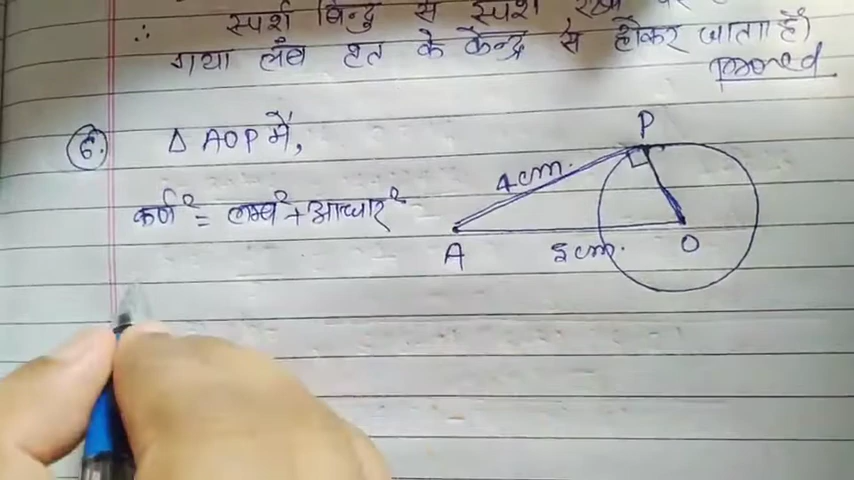 ∴ स्पर्श बिन्दु से स्पर्श रेखा पर
गया लंब वृत के केन्द्र से होकर जाता है।
proved
6. Δ AOP में,
कर्ण² = लम्ब² + आधार²
P
4cm.
A
5cm.
O